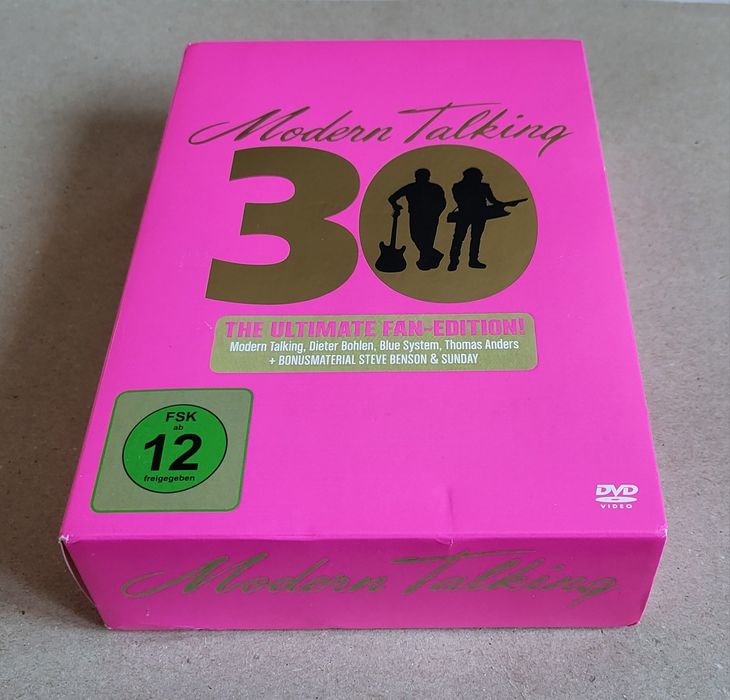 Modern Talking
30
THE ULTIMATE FAN-EDITION!
Modern Talking, Dieter Bohlen, Blue System, Thomas Anders
+ BONUSMATERIAL STEVE BENSON & SUNDAY
FSK
ab
12
freigegeben
DVD
VIDEO
Modern Talking